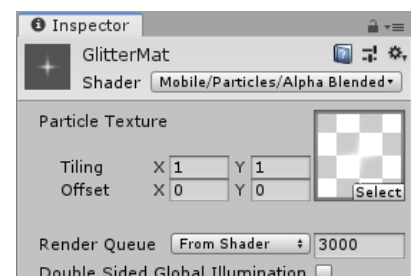 Inspector
GlitterMat
Shader Mobile/Particles/Alpha Blended
Particle Texture
Tiling X 1 Y 1
Offset X 0 Y 0
Select
Render Queue From Shader 3000
Double Sided Global Illumination